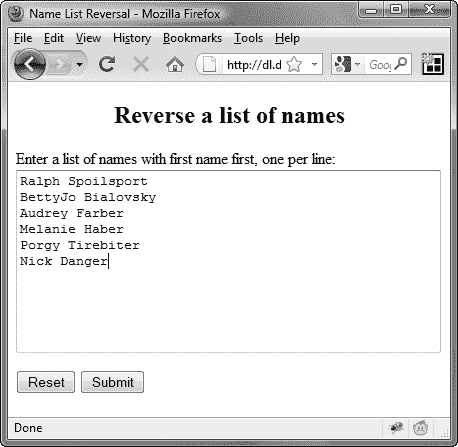 Name List Reversal - Mozilla Firefox
File Edit View History Bookmarks Tools Help
http://dl.d
Reverse a list of names
Enter a list of names with first name first, one per line:
Ralph Spoilsport
BettyJo Bialovsky
Audrey Farber
Melanie Haber
Porgy Tirebiter
Nick Danger
Reset Submit
Done